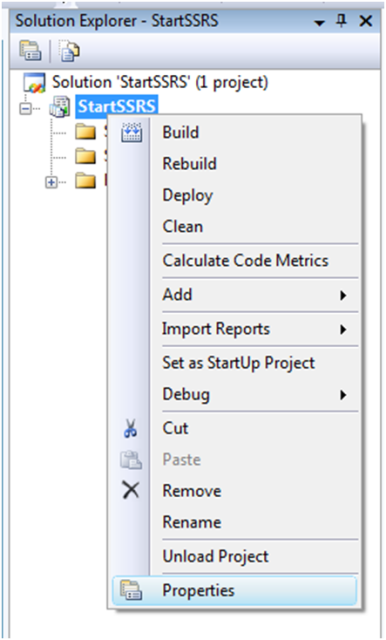 Solution Explorer - StartSSRS
Solution 'StartSSRS' (1 project)
StartSSRS
Build
Rebuild
Deploy
Clean
Calculate Code Metrics
Add
Import Reports
Set as StartUp Project
Debug
Cut
Paste
Remove
Rename
Unload Project
Properties